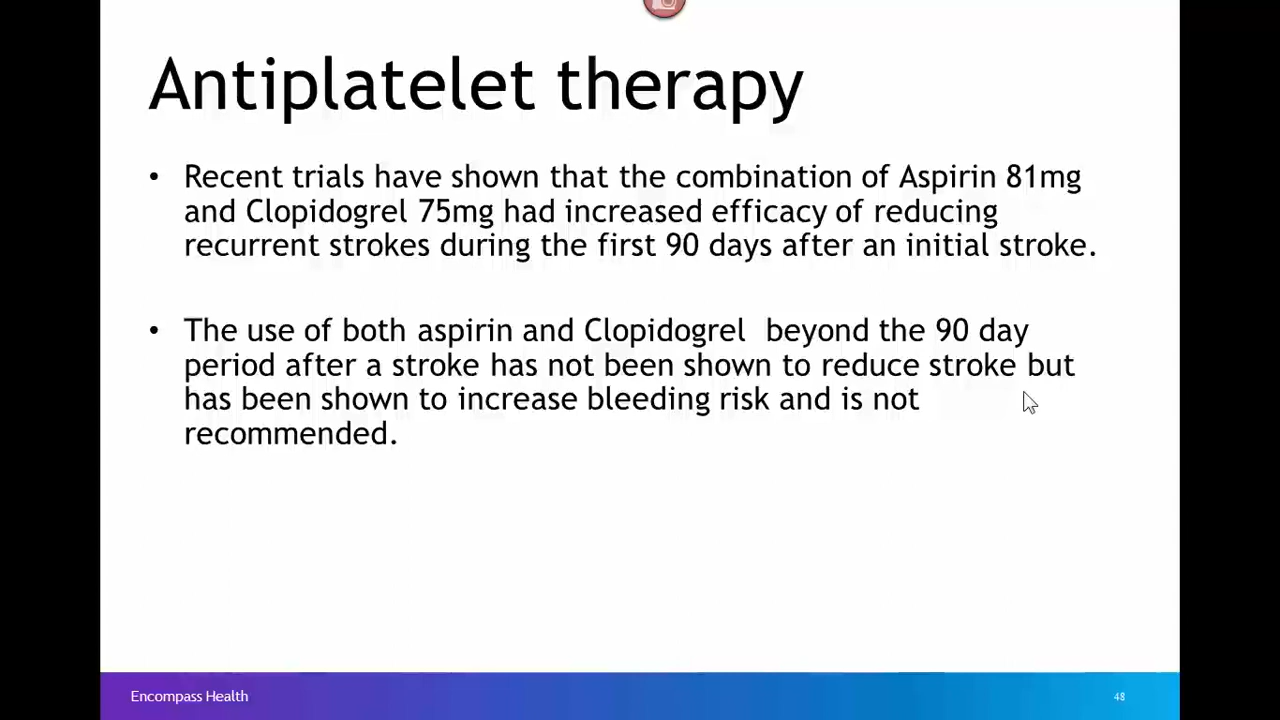 Antiplatelet therapy
• Recent trials have shown that the combination of Aspirin 81mg
and Clopidogrel 75mg had increased efficacy of reducing
recurrent strokes during the first 90 days after an initial stroke.
• The use of both aspirin and Clopidogrel  beyond the 90 day
period after a stroke has not been shown to reduce stroke but
has been shown to increase bleeding risk and is not
recommended.
Encompass Health
48